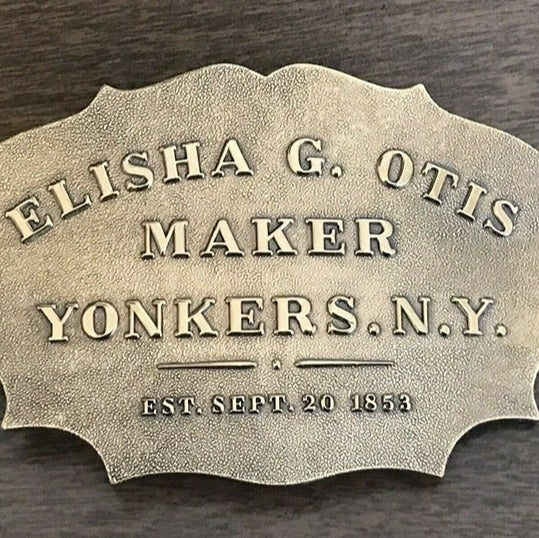 ELISHA G. OTIS
MAKER
YONKERS. N.Y.
EST. SEPT. 20 1853